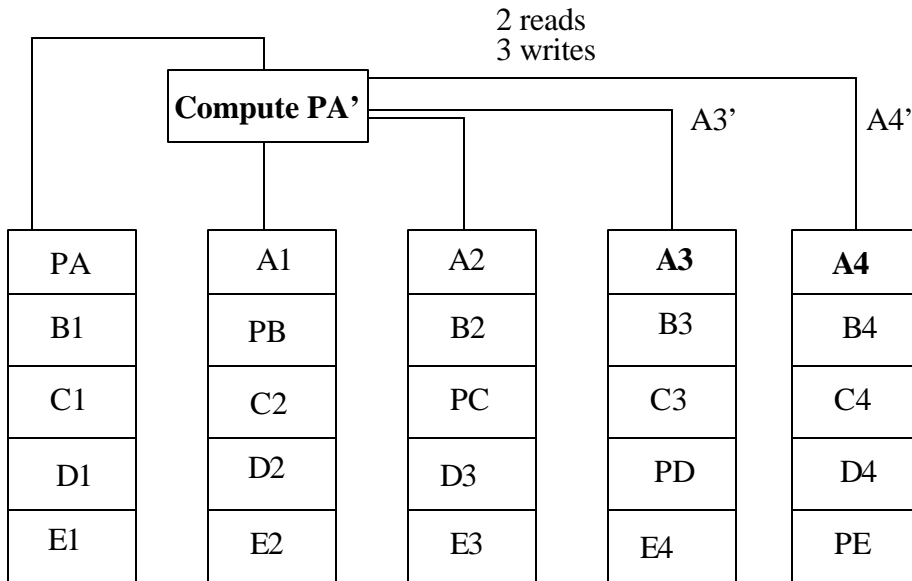 2 reads
3 writes
Compute PA’
A3’
A4’
PA
A1
A2
A3
A4
B1
PB
B2
B3
B4
C1
C2
PC
C3
C4
D1
D2
D3
PD
D4
E1
E2
E3
E4
PE